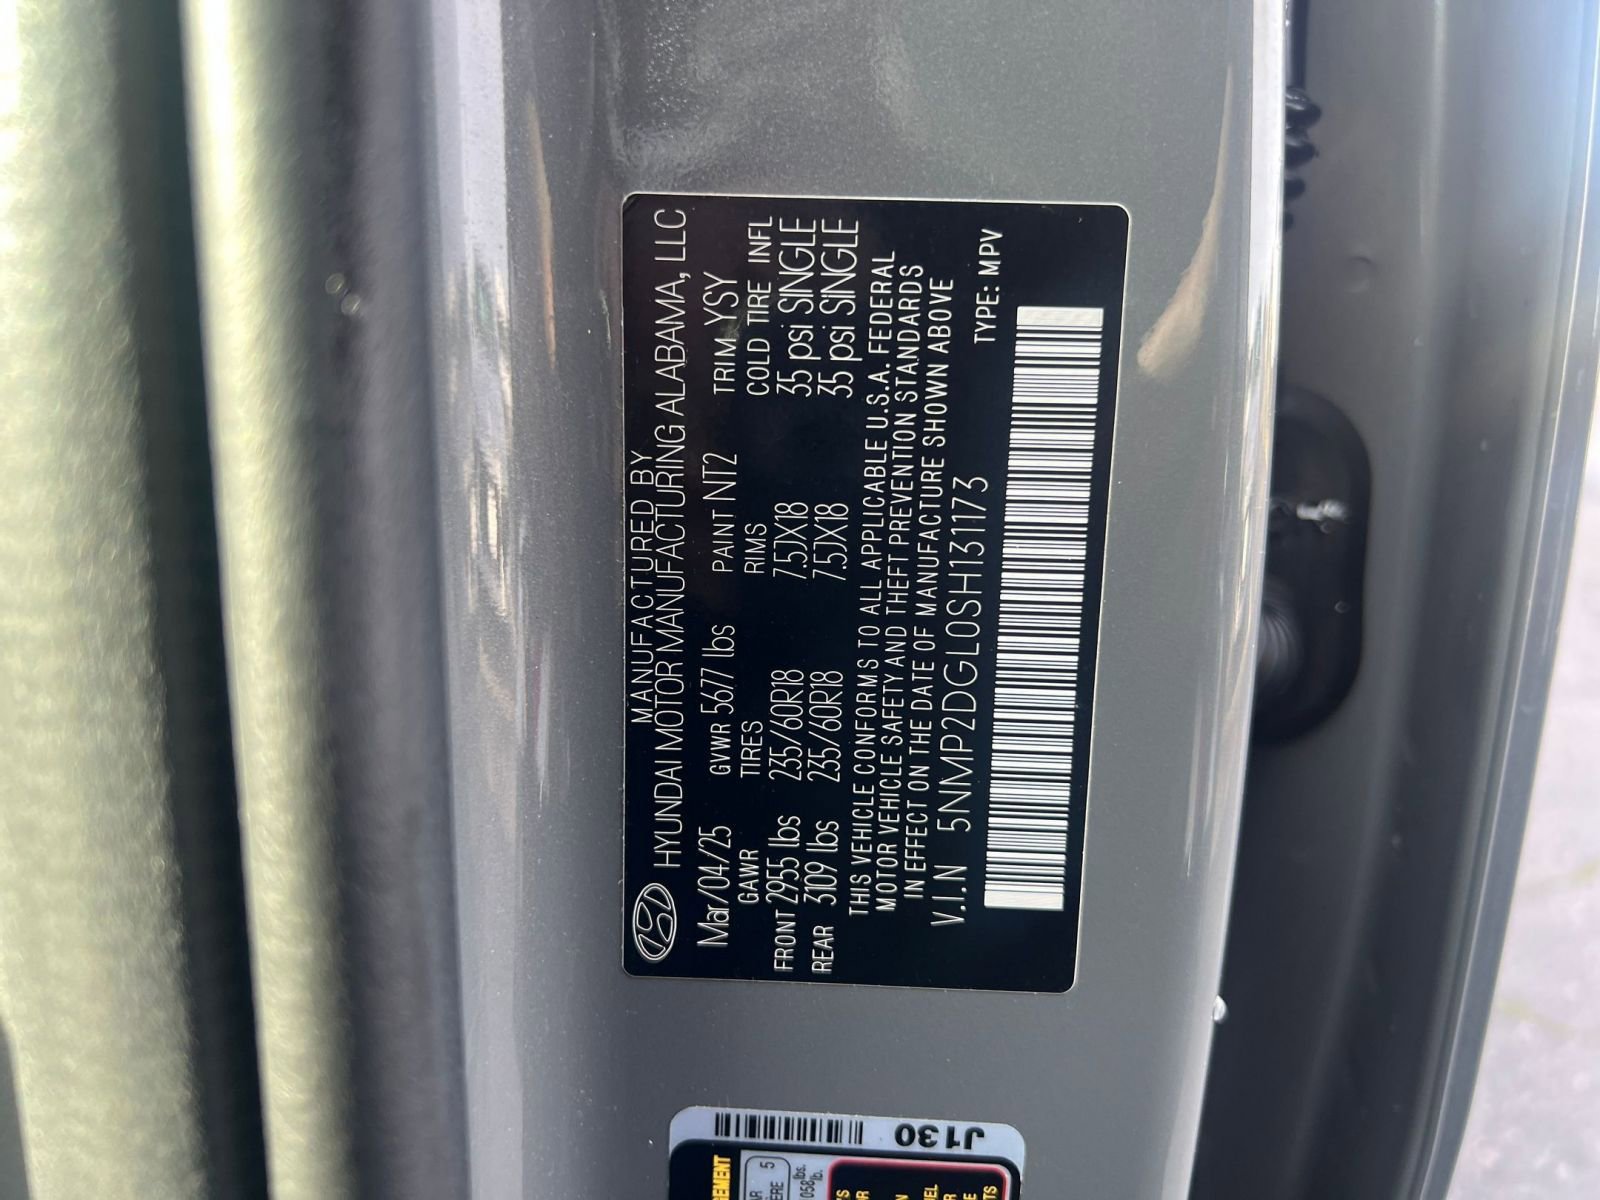 MANUFACTURED BY
HYUNDAI MOTOR MANUFACTURING ALABAMA, LLC
Mar/04/25 GVWR 5677 lbs PAINT NT2 TRIM YSY
GAWR TIRES RIMS COLD TIRE INFL
FRONT 2955 lbs 235/60R18 7.5JX18 35 psi SINGLE
REAR 3109 lbs 235/60R18 7.5JX18 35 psi SiNGLE
THIS VEHICLE CONFORMS TO ALL APPLICABLE U.S.A. FEDERAL
MOTOR VEHICLE SAFETY AND THEFT PREVENTION STANDARDS
IN EFFECT ON THE DATE OF MANUFACTURE SHOWN ABOVE
V.I.N 5NMP2DGL0SH131173 TYPE: MPV
J130
5